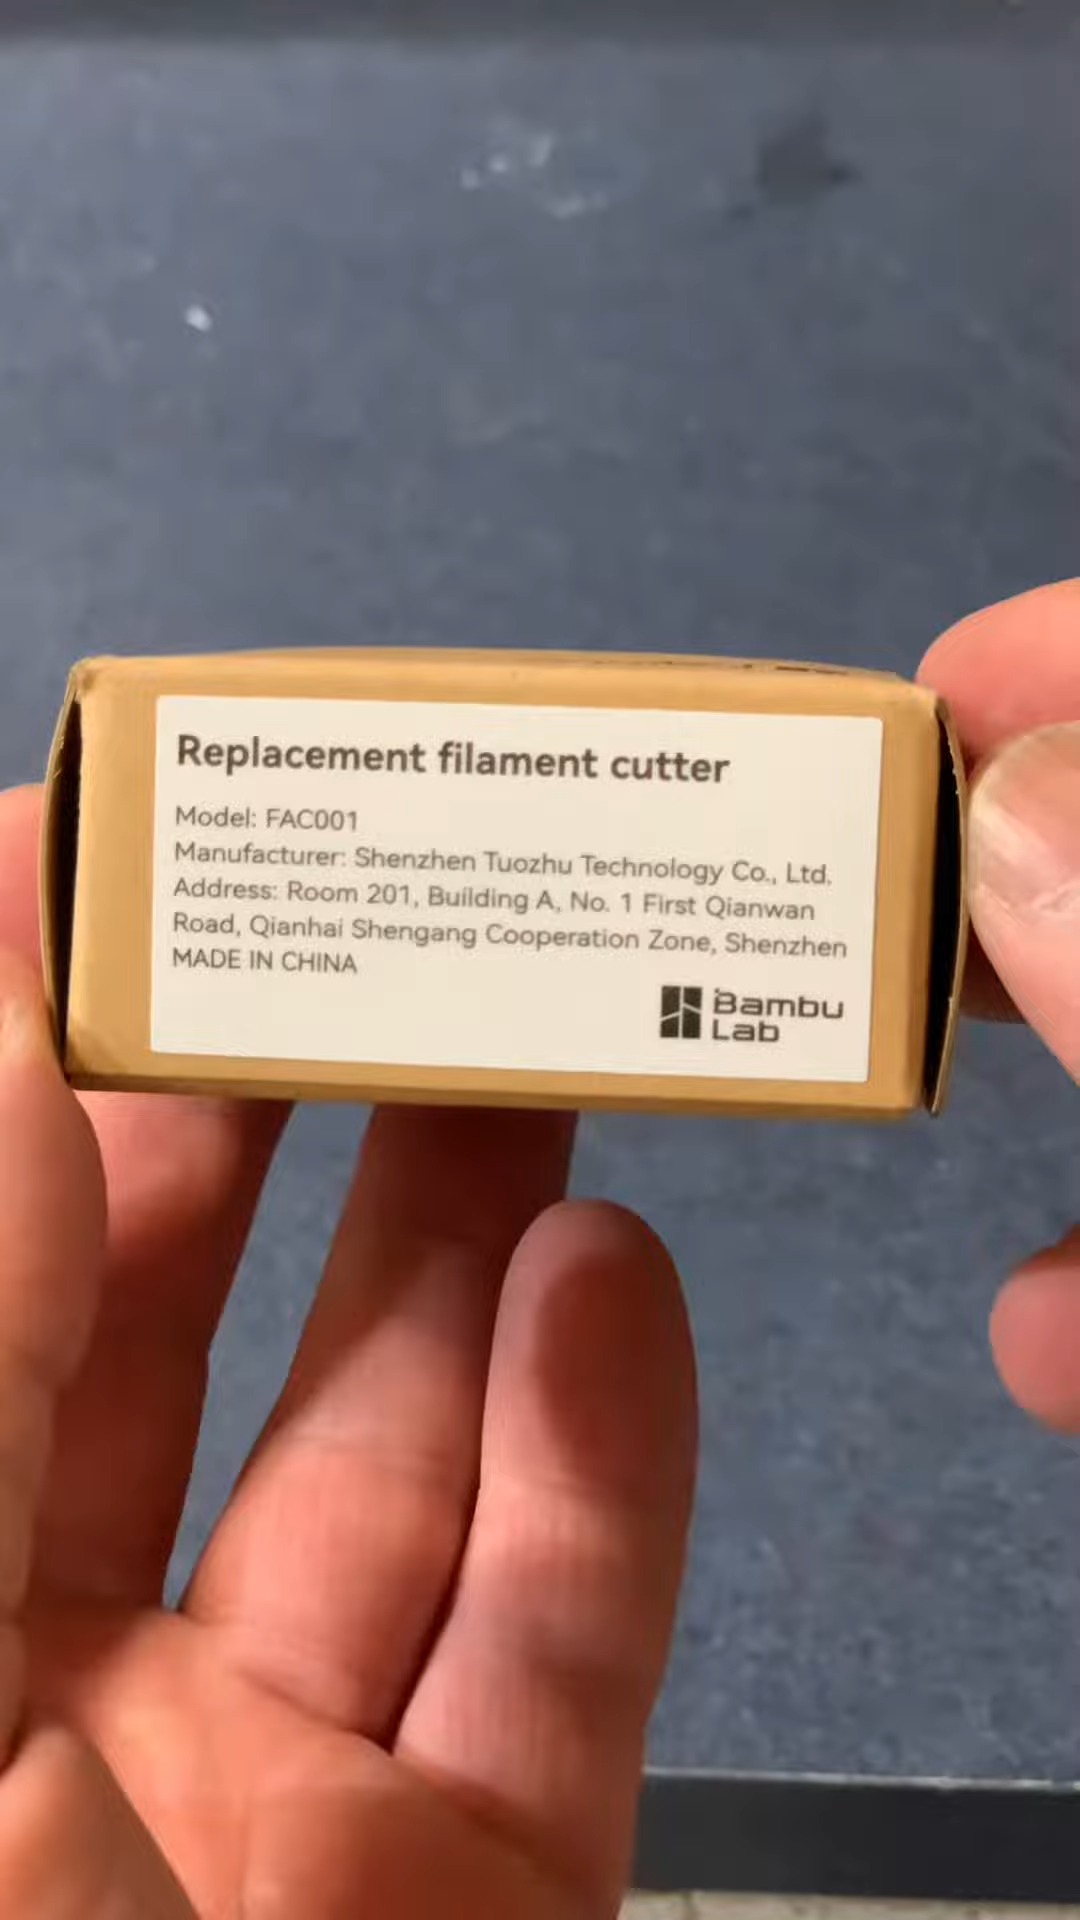 Replacement filament cutter
Model: FAC001
Manufacturer: Shenzhen Tuozhu Technology Co., Ltd.
Address: Room 201, Building A, No. 1 First Qianwan
Road, Qianhai Shengang Cooperation Zone, Shenzhen
MADE IN CHINA
Bambu
Lab